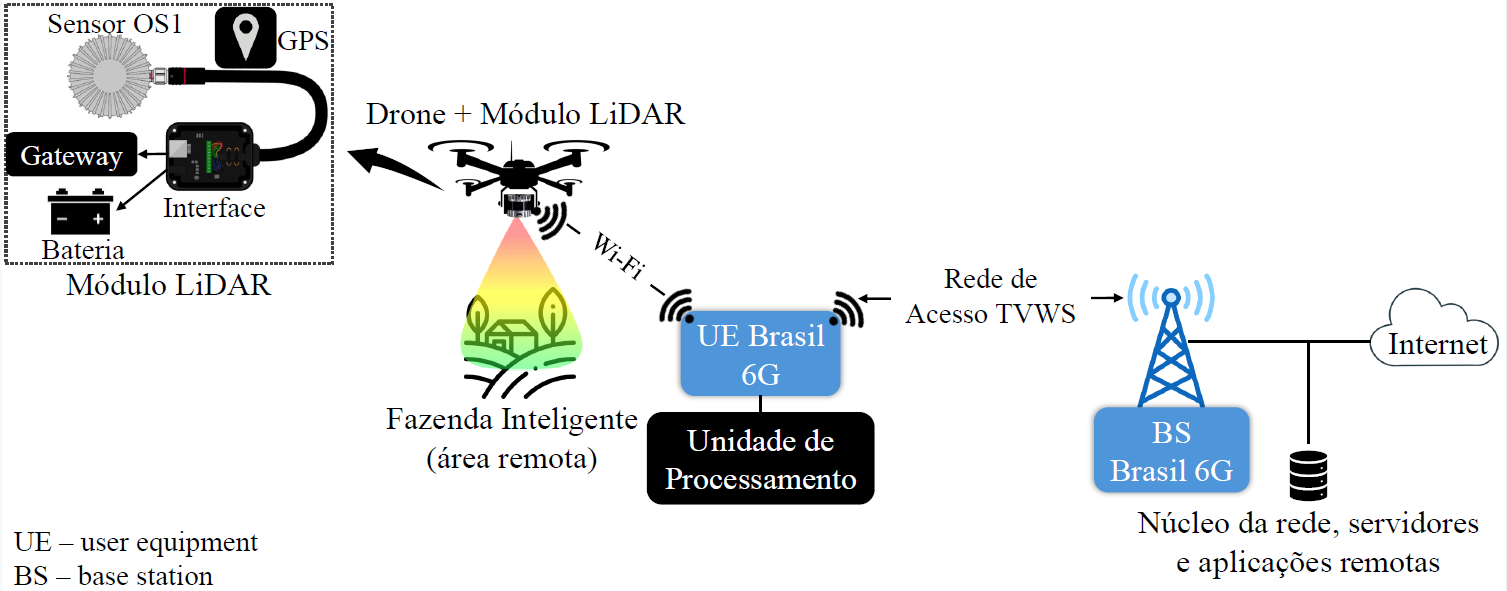 Sensor OS1
GPS
Gateway
Interface
Bateria
Módulo LiDAR
Drone + Módulo LiDAR
Wi-Fi
Fazenda Inteligente
(área remota)
UE Brasil
6G
Unidade de
Processamento
Rede de
Acesso TVWS
BS
Brasil 6G
Internet
Núcleo da rede, servidores
e aplicações remotas
UE – user equipment
BS – base station